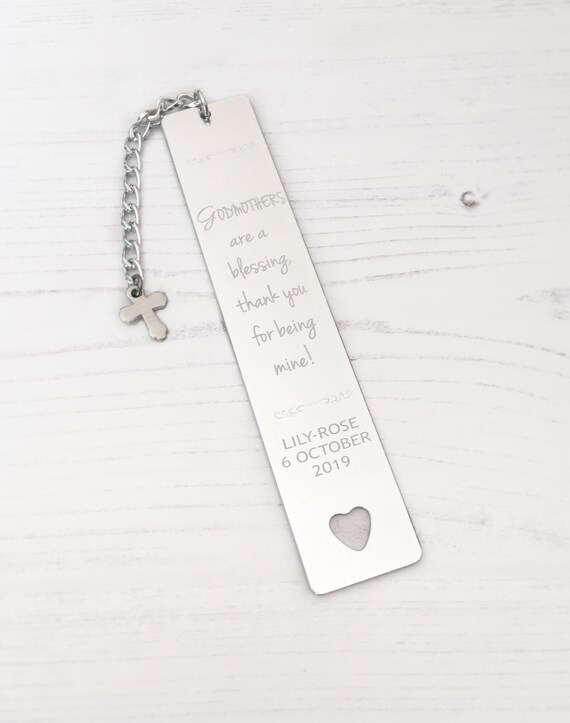 GODMOTHERS
are a
blessing,
thank you
for being
mine!
LILY-ROSE
6 OCTOBER
2019